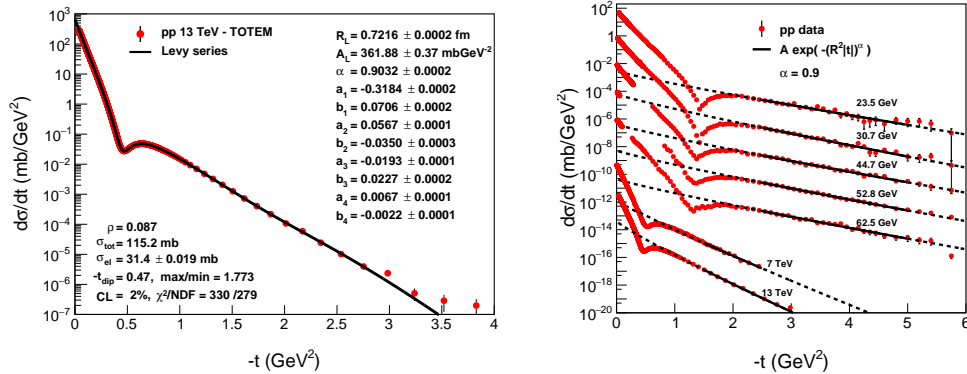 pp 13 TeV - TOTEM
Levy series
R_L = 0.7216 ± 0.0002 fm
A_L = 361.88 ± 0.37 mbGeV⁻²
α = 0.9032 ± 0.0002
a_1 = -0.3184 ± 0.0002
b_1 = 0.0706 ± 0.0002
a_2 = 0.0567 ± 0.0001
b_2 = -0.0350 ± 0.0003
a_3 = -0.0193 ± 0.0001
b_3 = 0.0227 ± 0.0002
a_4 = 0.0067 ± 0.0001
b_4 = -0.0022 ± 0.0001
ρ = 0.087
σ_tot = 115.2 mb
σ_el = 31.4 ± 0.019 mb
-t_dip = 0.47, max/min = 1.773
CL = 2%, χ²/NDF = 330 /279
dσ/dt (mb/GeV²)
10³
10²
10
1
10⁻¹
10⁻²
10⁻³
10⁻⁴
10⁻⁵
10⁻⁶
10⁻⁷
0 0.5 1 1.5 2 2.5 3 3.5 4
-t (GeV²)
pp data
A exp( -(R²|t|)^α )
α = 0.9
23.5 GeV
30.7 GeV
44.7 GeV
52.8 GeV
62.5 GeV
7 TeV
13 TeV
dσ/dt (mb/GeV²)
10²
1
10⁻²
10⁻⁴
10⁻⁶
10⁻⁸
10⁻¹⁰
10⁻¹²
10⁻¹⁴
10⁻¹⁶
10⁻¹⁸
10⁻²⁰
0 1 2 3 4 5 6
-t (GeV²)